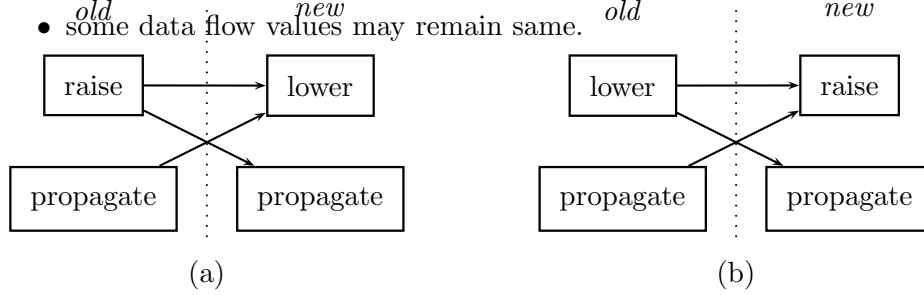 old new old new
• some data flow values may remain same.
raise lower lower raise
propagate propagate propagate propagate
(a) (b)